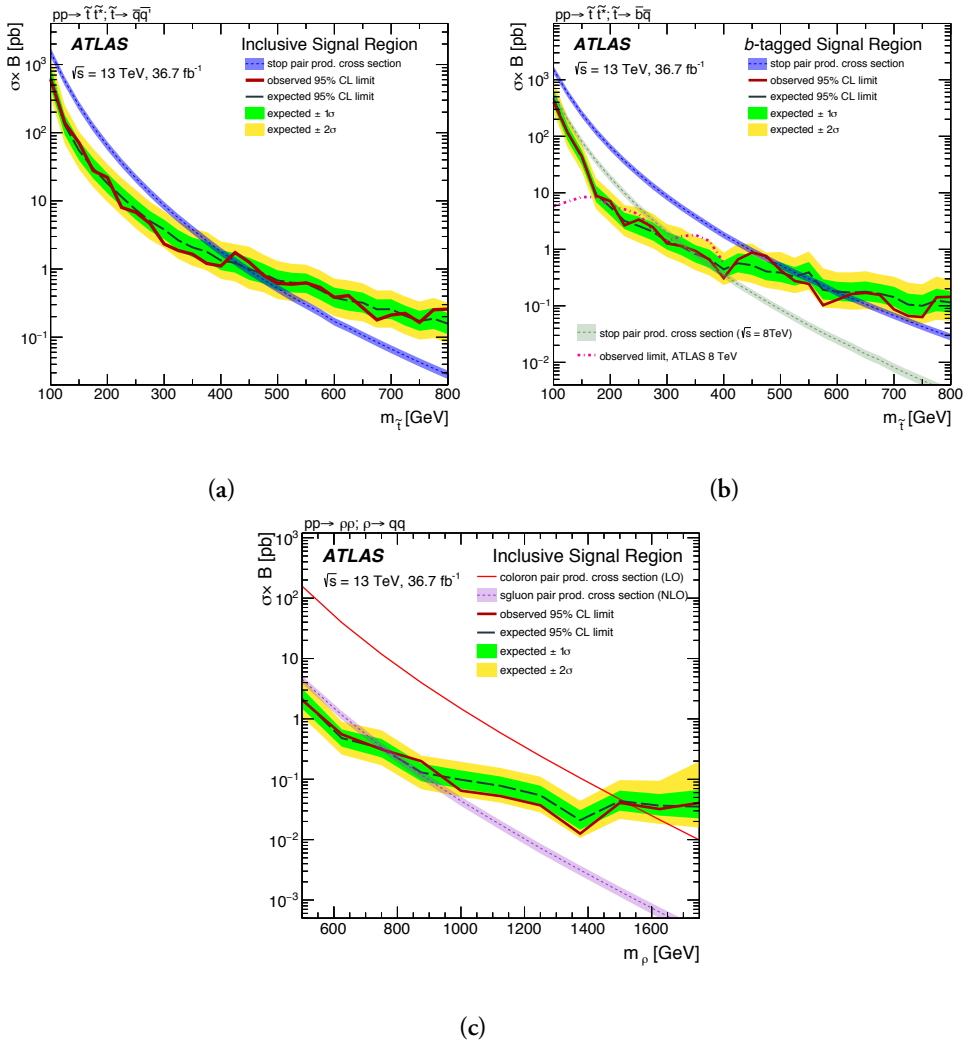 pp→ t̃ t̃*; t̃→ q̄q̄'
σ× B [pb]
ATLAS
√s = 13 TeV, 36.7 fb⁻¹
Inclusive Signal Region
stop pair prod. cross section
observed 95% CL limit
expected 95% CL limit
expected ± 1σ
expected ± 2σ
10³
10²
10
1
10⁻¹
100 200 300 400 500 600 700 800
m_t̃ [GeV]
(a)
pp→ t̃ t̃*; t̃→ b̄q̄
σ× B [pb]
ATLAS
√s = 13 TeV, 36.7 fb⁻¹
b-tagged Signal Region
stop pair prod. cross section
observed 95% CL limit
expected 95% CL limit
expected ± 1σ
expected ± 2σ
10⁵
10⁴
10³
10²
10
1
10⁻¹
10⁻²
stop pair prod. cross section (√s = 8TeV)
observed limit, ATLAS 8 TeV
100 200 300 400 500 600 700 800
m_t̃ [GeV]
(b)
pp→ ρρ; ρ→ qq
σ× B [pb]
ATLAS
√s = 13 TeV, 36.7 fb⁻¹
Inclusive Signal Region
coloron pair prod. cross section (LO)
sgluon pair prod. cross section (NLO)
observed 95% CL limit
expected 95% CL limit
expected ± 1σ
expected ± 2σ
10³
10²
10
1
10⁻¹
10⁻²
10⁻³
600 800 1000 1200 1400 1600
m_ρ [GeV]
(c)